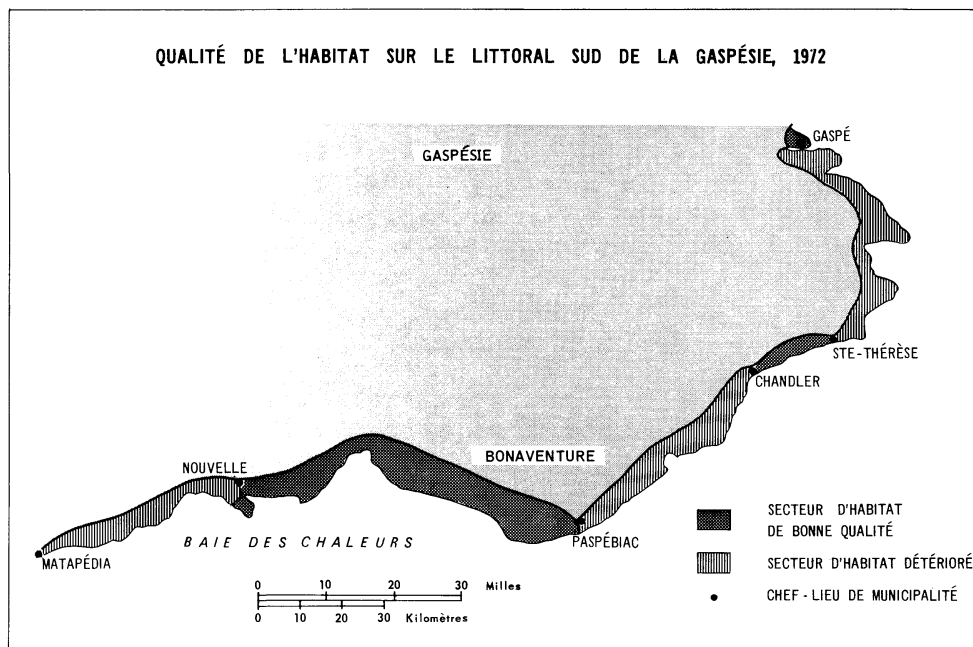 QUALITÉ DE L'HABITAT SUR LE LITTORAL SUD DE LA GASPÉSIE, 1972
GASPÉ
GASPÉSIE
STE-THÉRÈSE
CHANDLER
BONAVENTURE
NOUVELLE
PASPÉBIAC
BAIE DES CHALEURS
MATAPÉDIA
SECTEUR D'HABITAT
DE BONNE QUALITÉ
SECTEUR D'HABITAT DÉTÉRIORÉ
CHEF-LIEU DE MUNICIPALITÉ
0 10 20 30 Milles
0 10 20 30 Kilomètres